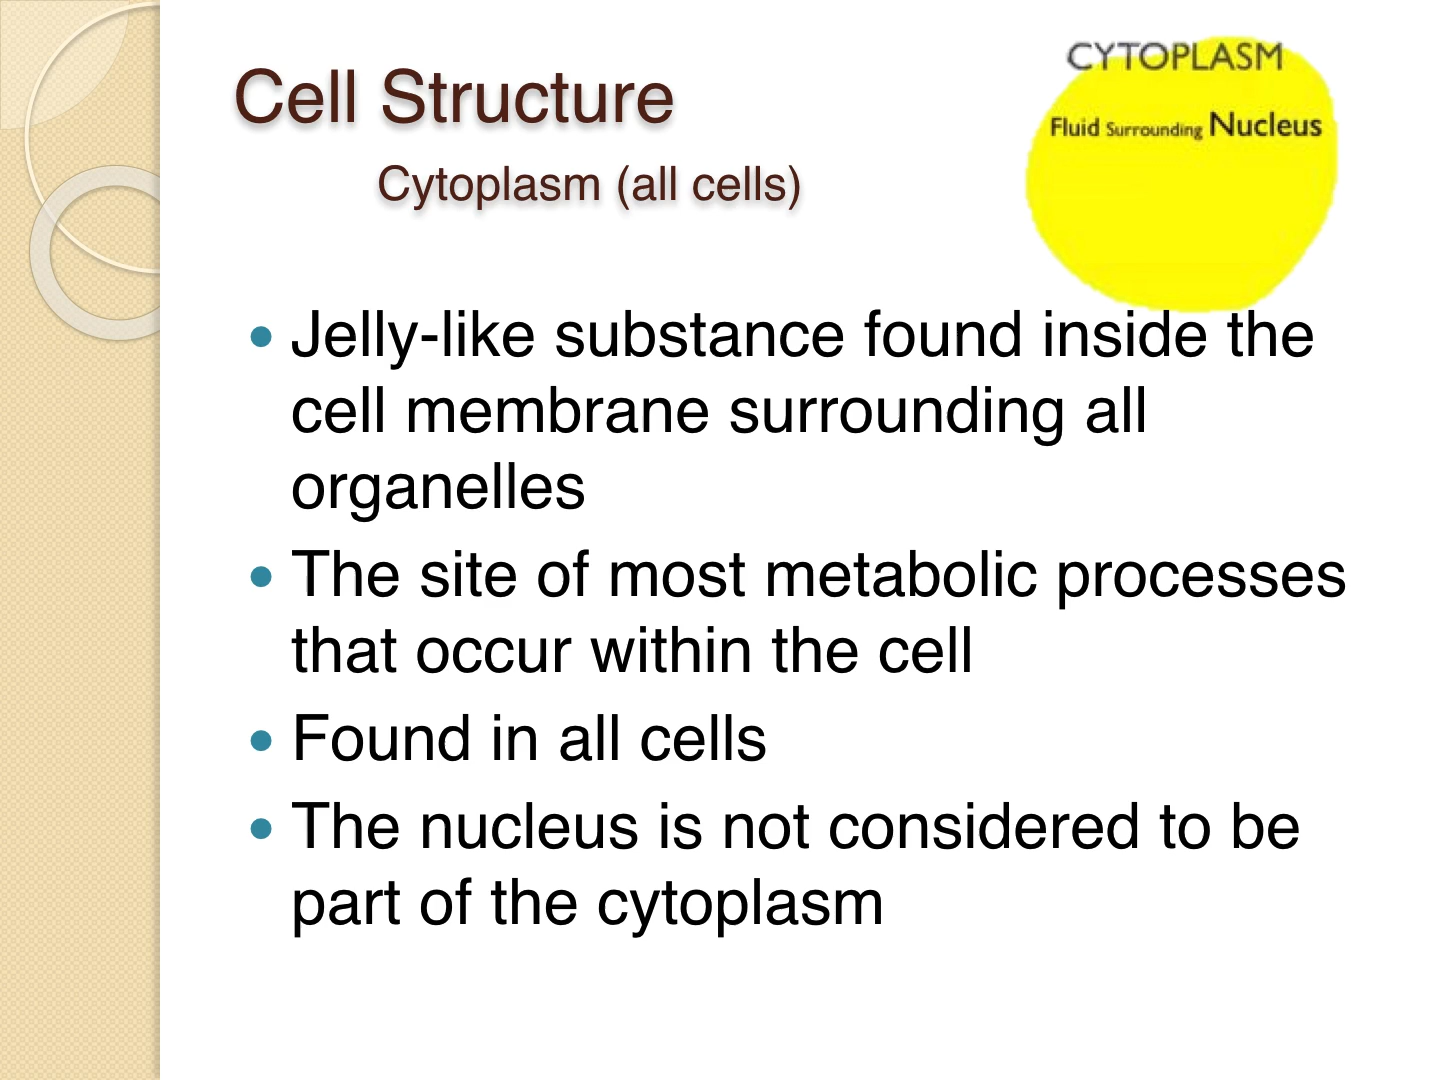 Cell Structure
Cytoplasm (all cells)
CYTOPLASM
Fluid Surrounding Nucleus
• Jelly-like substance found inside the
cell membrane surrounding all
organelles
• The site of most metabolic processes
that occur within the cell
• Found in all cells
• The nucleus is not considered to be
part of the cytoplasm